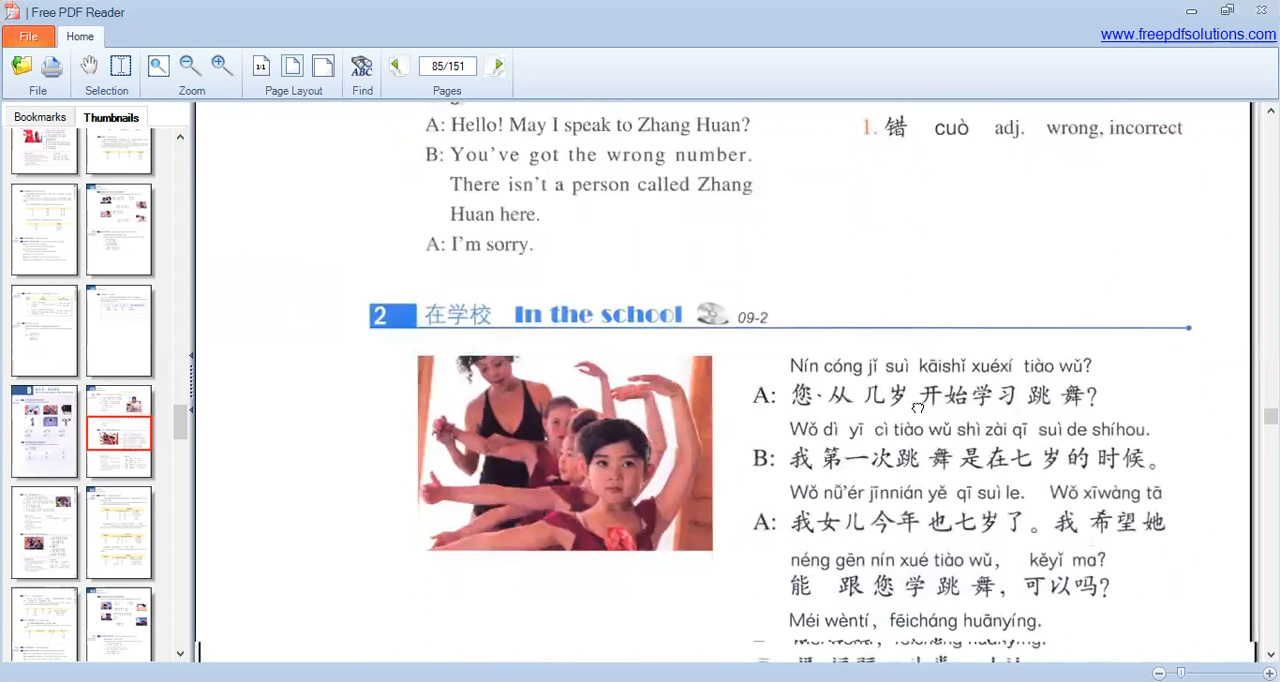 Free PDF Reader
File
Home
www.freepdfsolutions.com
1:1
ABC
85/151
File
Selection
Zoom
Page Layout
Find
Pages
Bookmarks
Thumbnails
A: Hello! May I speak to Zhang Huan?
B: You've got the wrong number.
There isn't a person called Zhang
Huan here.
A: I'm sorry.
1. 错 cuò adj. wrong, incorrect
2 在学校 In the school 09-2
Nín cóng jǐ suì kāishǐ xuéxí tiào wǔ?
A: 您从几岁开始学习跳舞?
Wǒ dì yī cì tiào wǔ shì zài qī suì de shíhou.
B: 我第一次跳舞是在七岁的时候。
Wǒ nǚ'ér jīnnián yě qī suì le. Wǒ xīwàng tā
A: 我女儿今年也七岁了。我希望她
néng gēn nín xué tiào wǔ, kěyǐ ma?
能跟您学跳舞,可以吗?
Méi wèntí, fēicháng huānyíng.